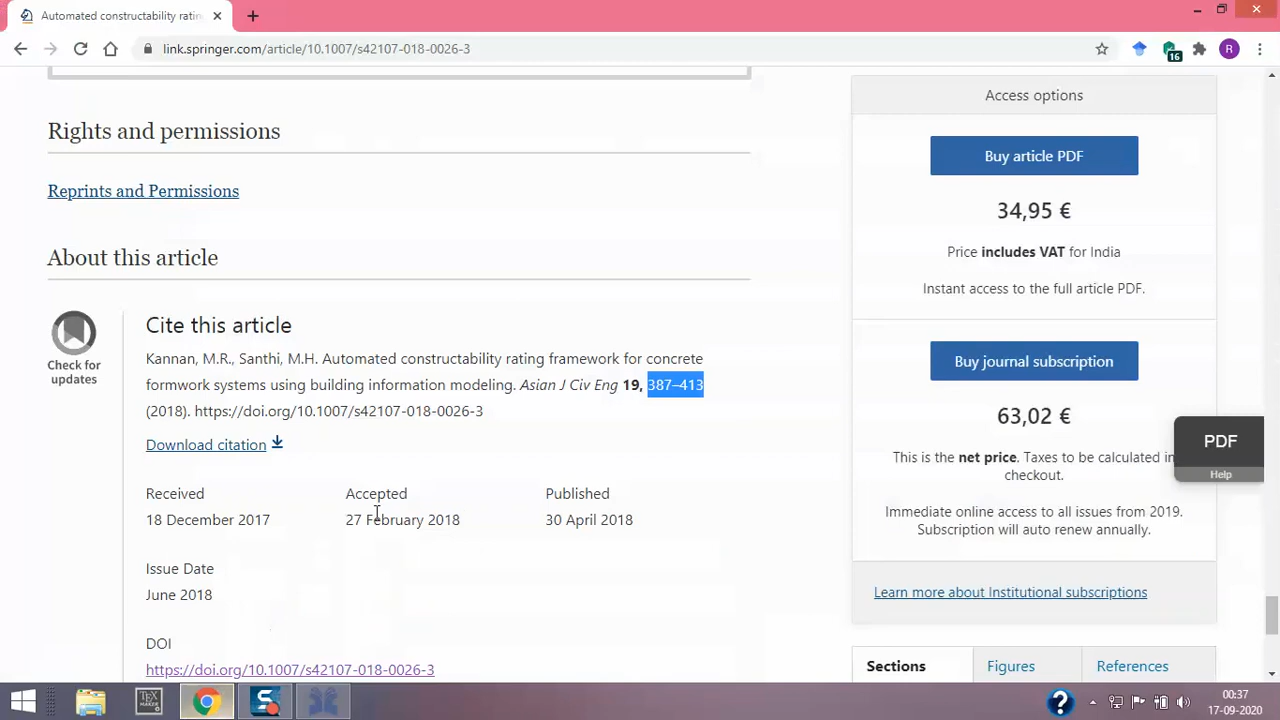 Automated constructability ratin
link.springer.com/article/10.1007/s42107-018-0026-3
16
R
Access options
Rights and permissions
Buy article PDF
Reprints and Permissions
34,95 €
Price includes VAT for India
About this article
Instant access to the full article PDF.
Cite this article
Check for
updates
Kannan, M.R., Santhi, M.H. Automated constructability rating framework for concrete
formwork systems using building information modeling. Asian J Civ Eng 19, 387–413
(2018). https://doi.org/10.1007/s42107-018-0026-3
Buy journal subscription
63,02 €
Download citation
PDF
Help
This is the net price. Taxes to be calculated in
checkout.
Received
Accepted
Published
18 December 2017
27 February 2018
30 April 2018
Immediate online access to all issues from 2019.
Subscription will auto renew annually.
Issue Date
June 2018
Learn more about Institutional subscriptions
DOI
https://doi.org/10.1007/s42107-018-0026-3
Sections
Figures
References
TEX
MAKER
S
?
00:37
17-09-2020